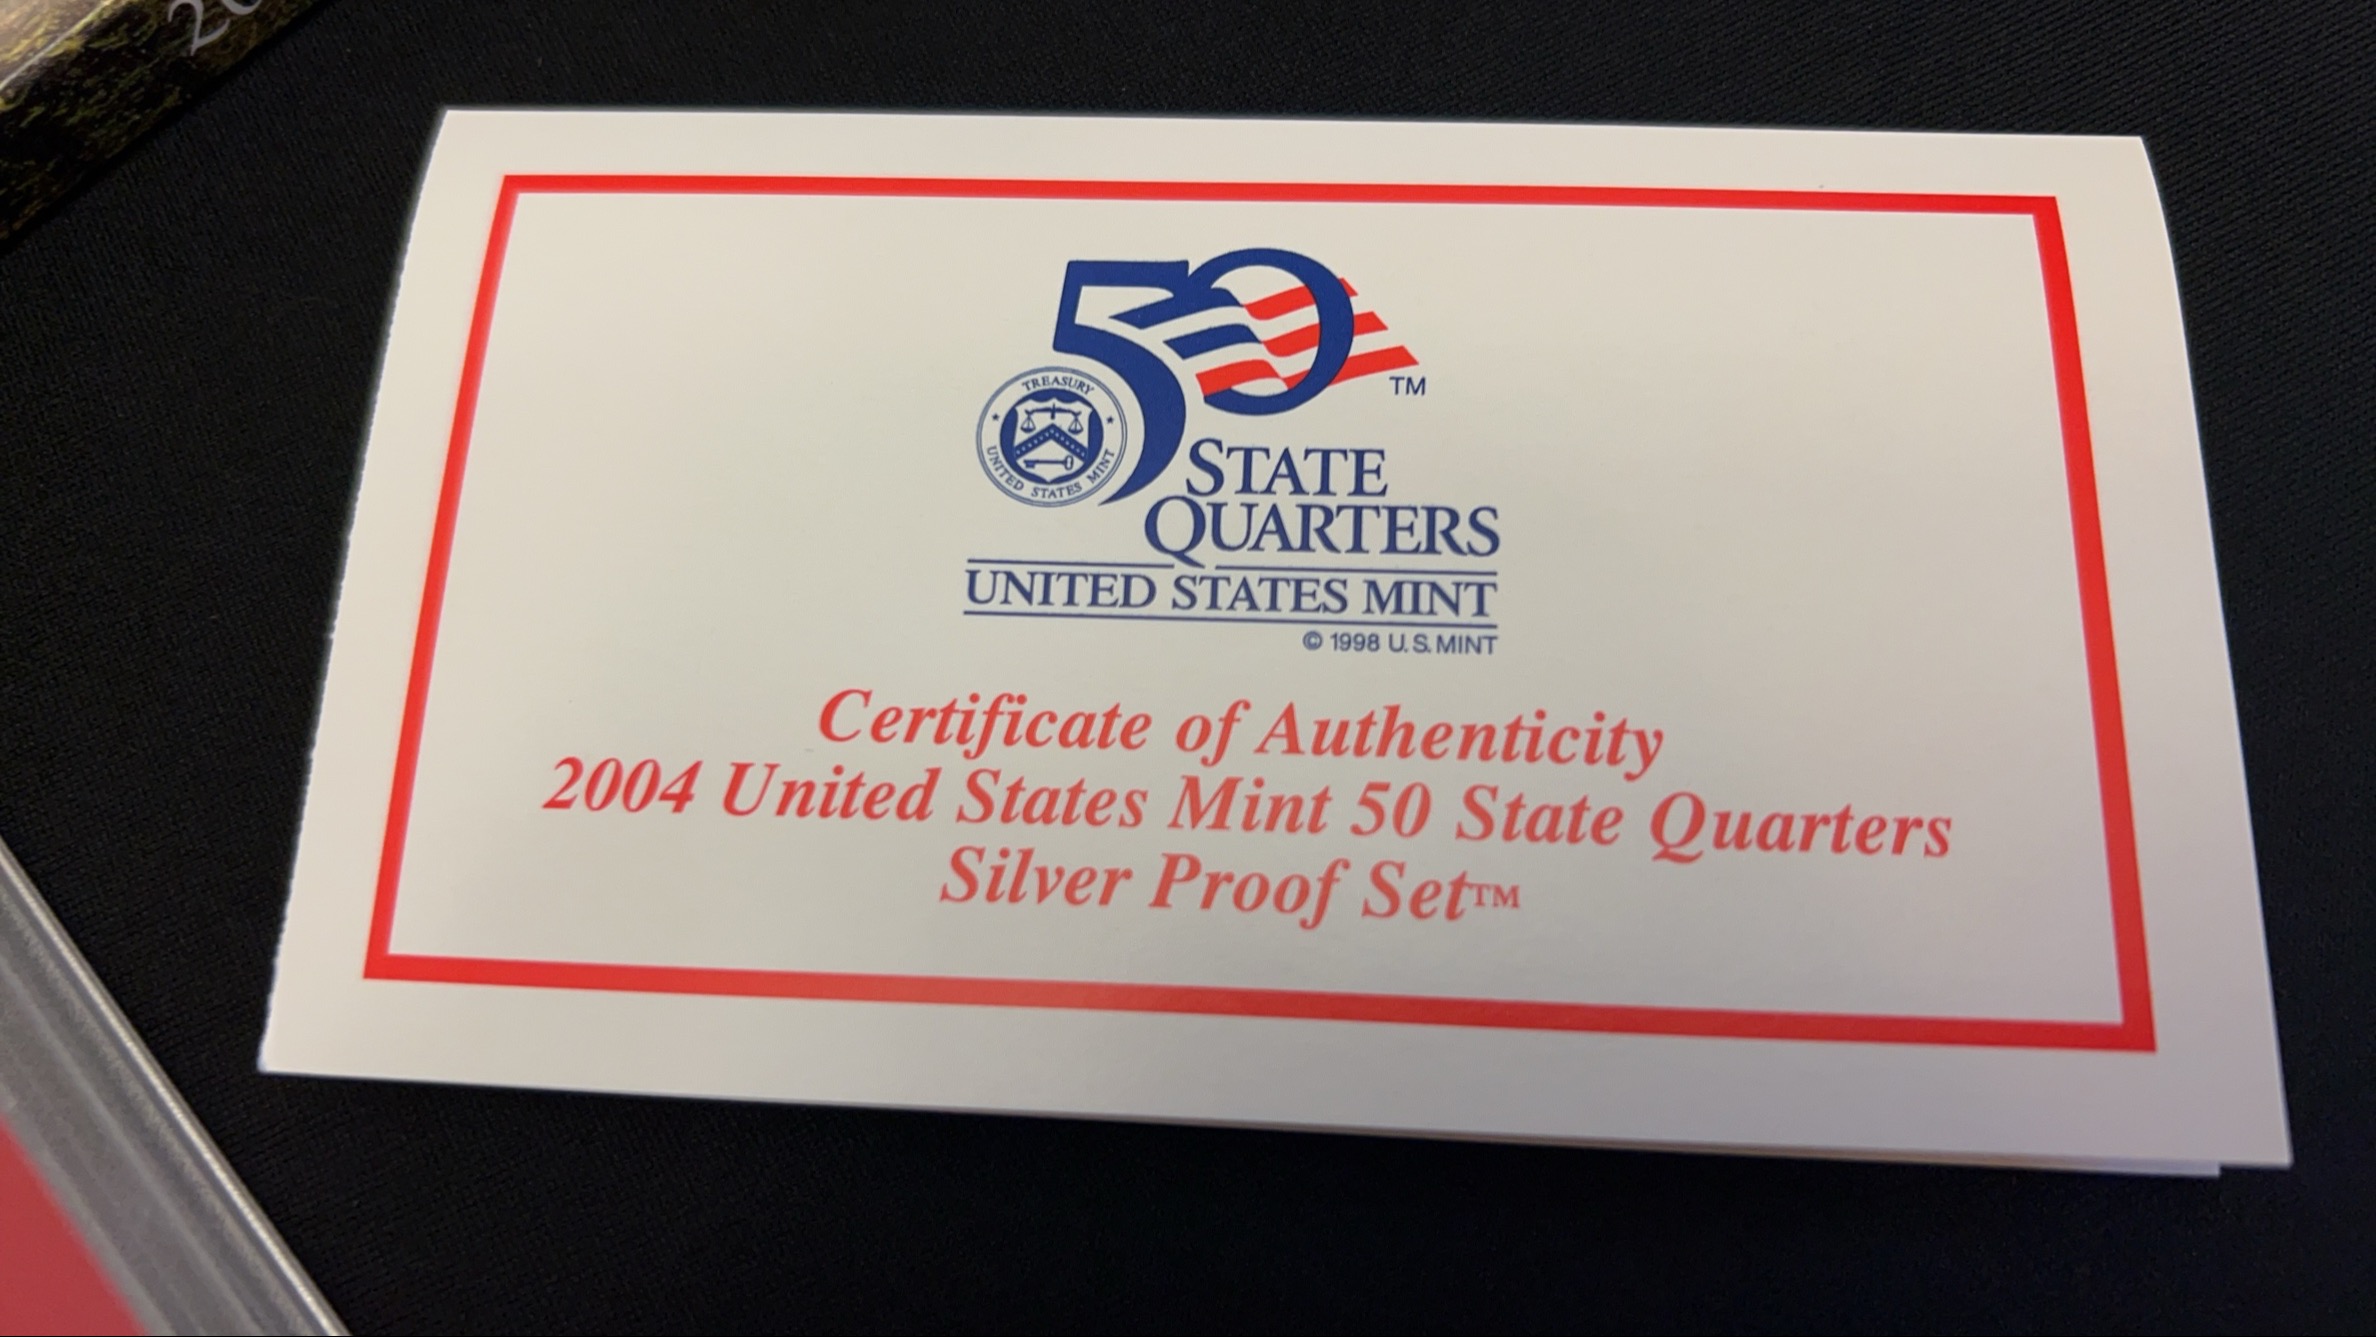 50
TM
TREASURY
UNITED STATES MINT
STATE
QUARTERS
UNITED STATES MINT
© 1998 U.S. MINT
Certificate of Authenticity
2004 United States Mint 50 State Quarters
Silver Proof Set™